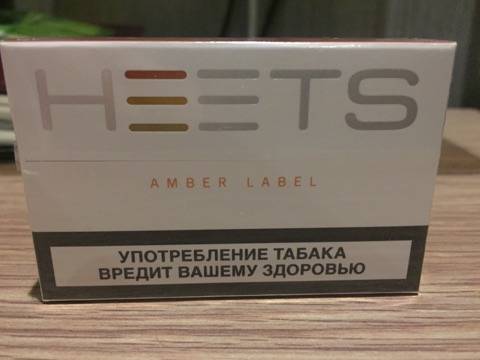 HEETS
AMBER LABEL
УПОТРЕБЛЕНИЕ ТАБАКА
ВРЕДИТ ВАШЕМУ ЗДОРОВЬЮ